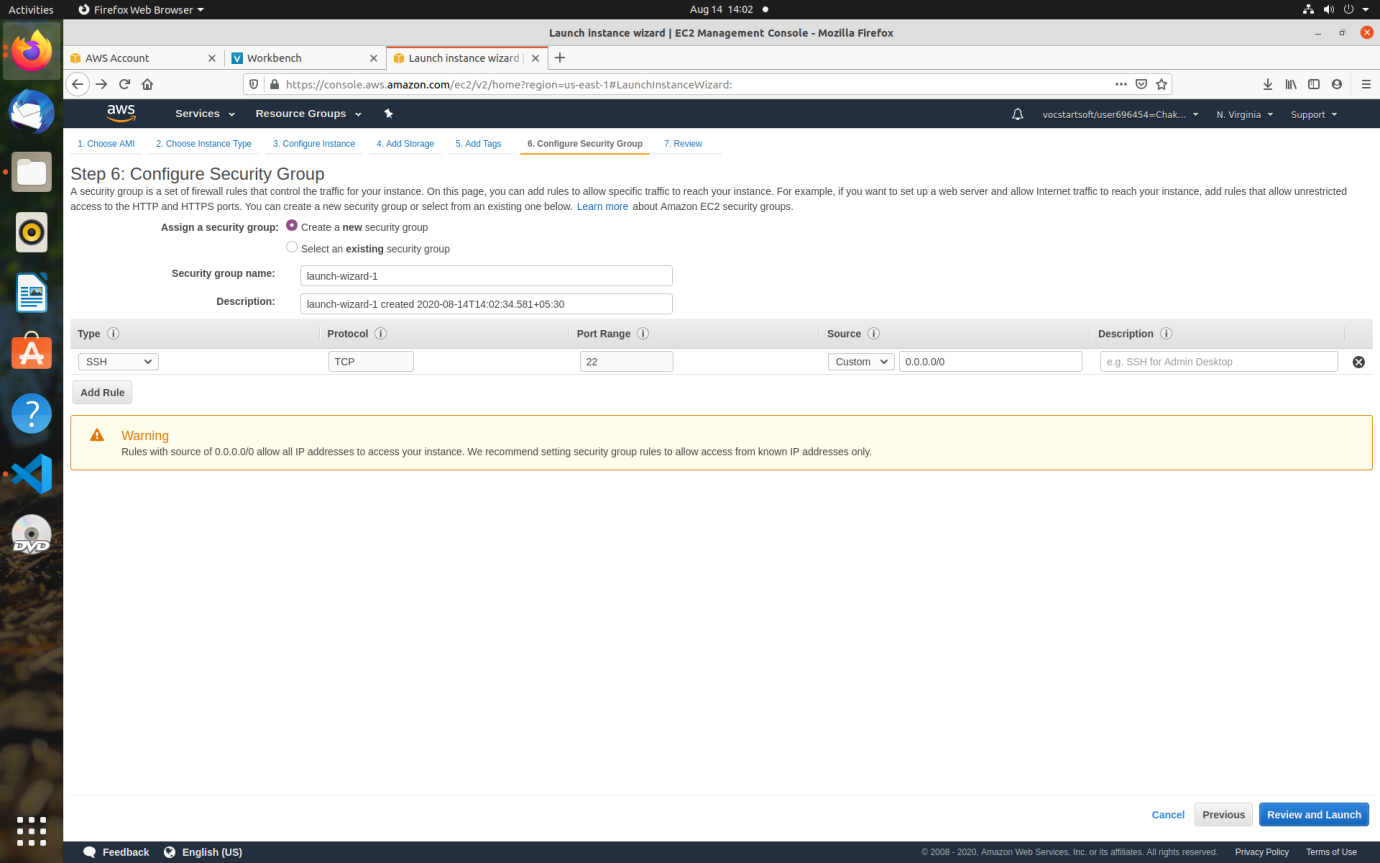 Activities
Firefox Web Browser
Aug 14 14:02
Launch instance wizard | EC2 Management Console - Mozilla Firefox
AWS Account
Workbench
Launch instance wizard |
https://console.aws.amazon.com/ec2/v2/home?region=us-east-1#LaunchInstanceWizard:
aws
Services
Resource Groups
vocstartsoft/user696454=Chak...
N. Virginia
Support
1. Choose AMI
2. Choose Instance Type
3. Configure Instance
4. Add Storage
5. Add Tags
6. Configure Security Group
7. Review
Step 6: Configure Security Group
A security group is a set of firewall rules that control the traffic for your instance. On this page, you can add rules to allow specific traffic to reach your instance. For example, if you want to set up a web server and allow Internet traffic to reach your instance, add rules that allow unrestricted
access to the HTTP and HTTPS ports. You can create a new security group or select from an existing one below. Learn more about Amazon EC2 security groups.
Assign a security group: Create a new security group
Select an existing security group
Security group name: launch-wizard-1
Description: launch-wizard-1 created 2020-08-14T14:02:34.581+05:30
Type Protocol Port Range Source Description
SSH TCP 22 Custom 0.0.0.0/0 e.g. SSH for Admin Desktop
Add Rule
Warning
Rules with source of 0.0.0.0/0 allow all IP addresses to access your instance. We recommend setting security group rules to allow access from known IP addresses only.
DVD
Cancel Previous Review and Launch
Feedback English (US)
© 2008 - 2020, Amazon Web Services, Inc. or its affiliates. All rights reserved. Privacy Policy Terms of Use